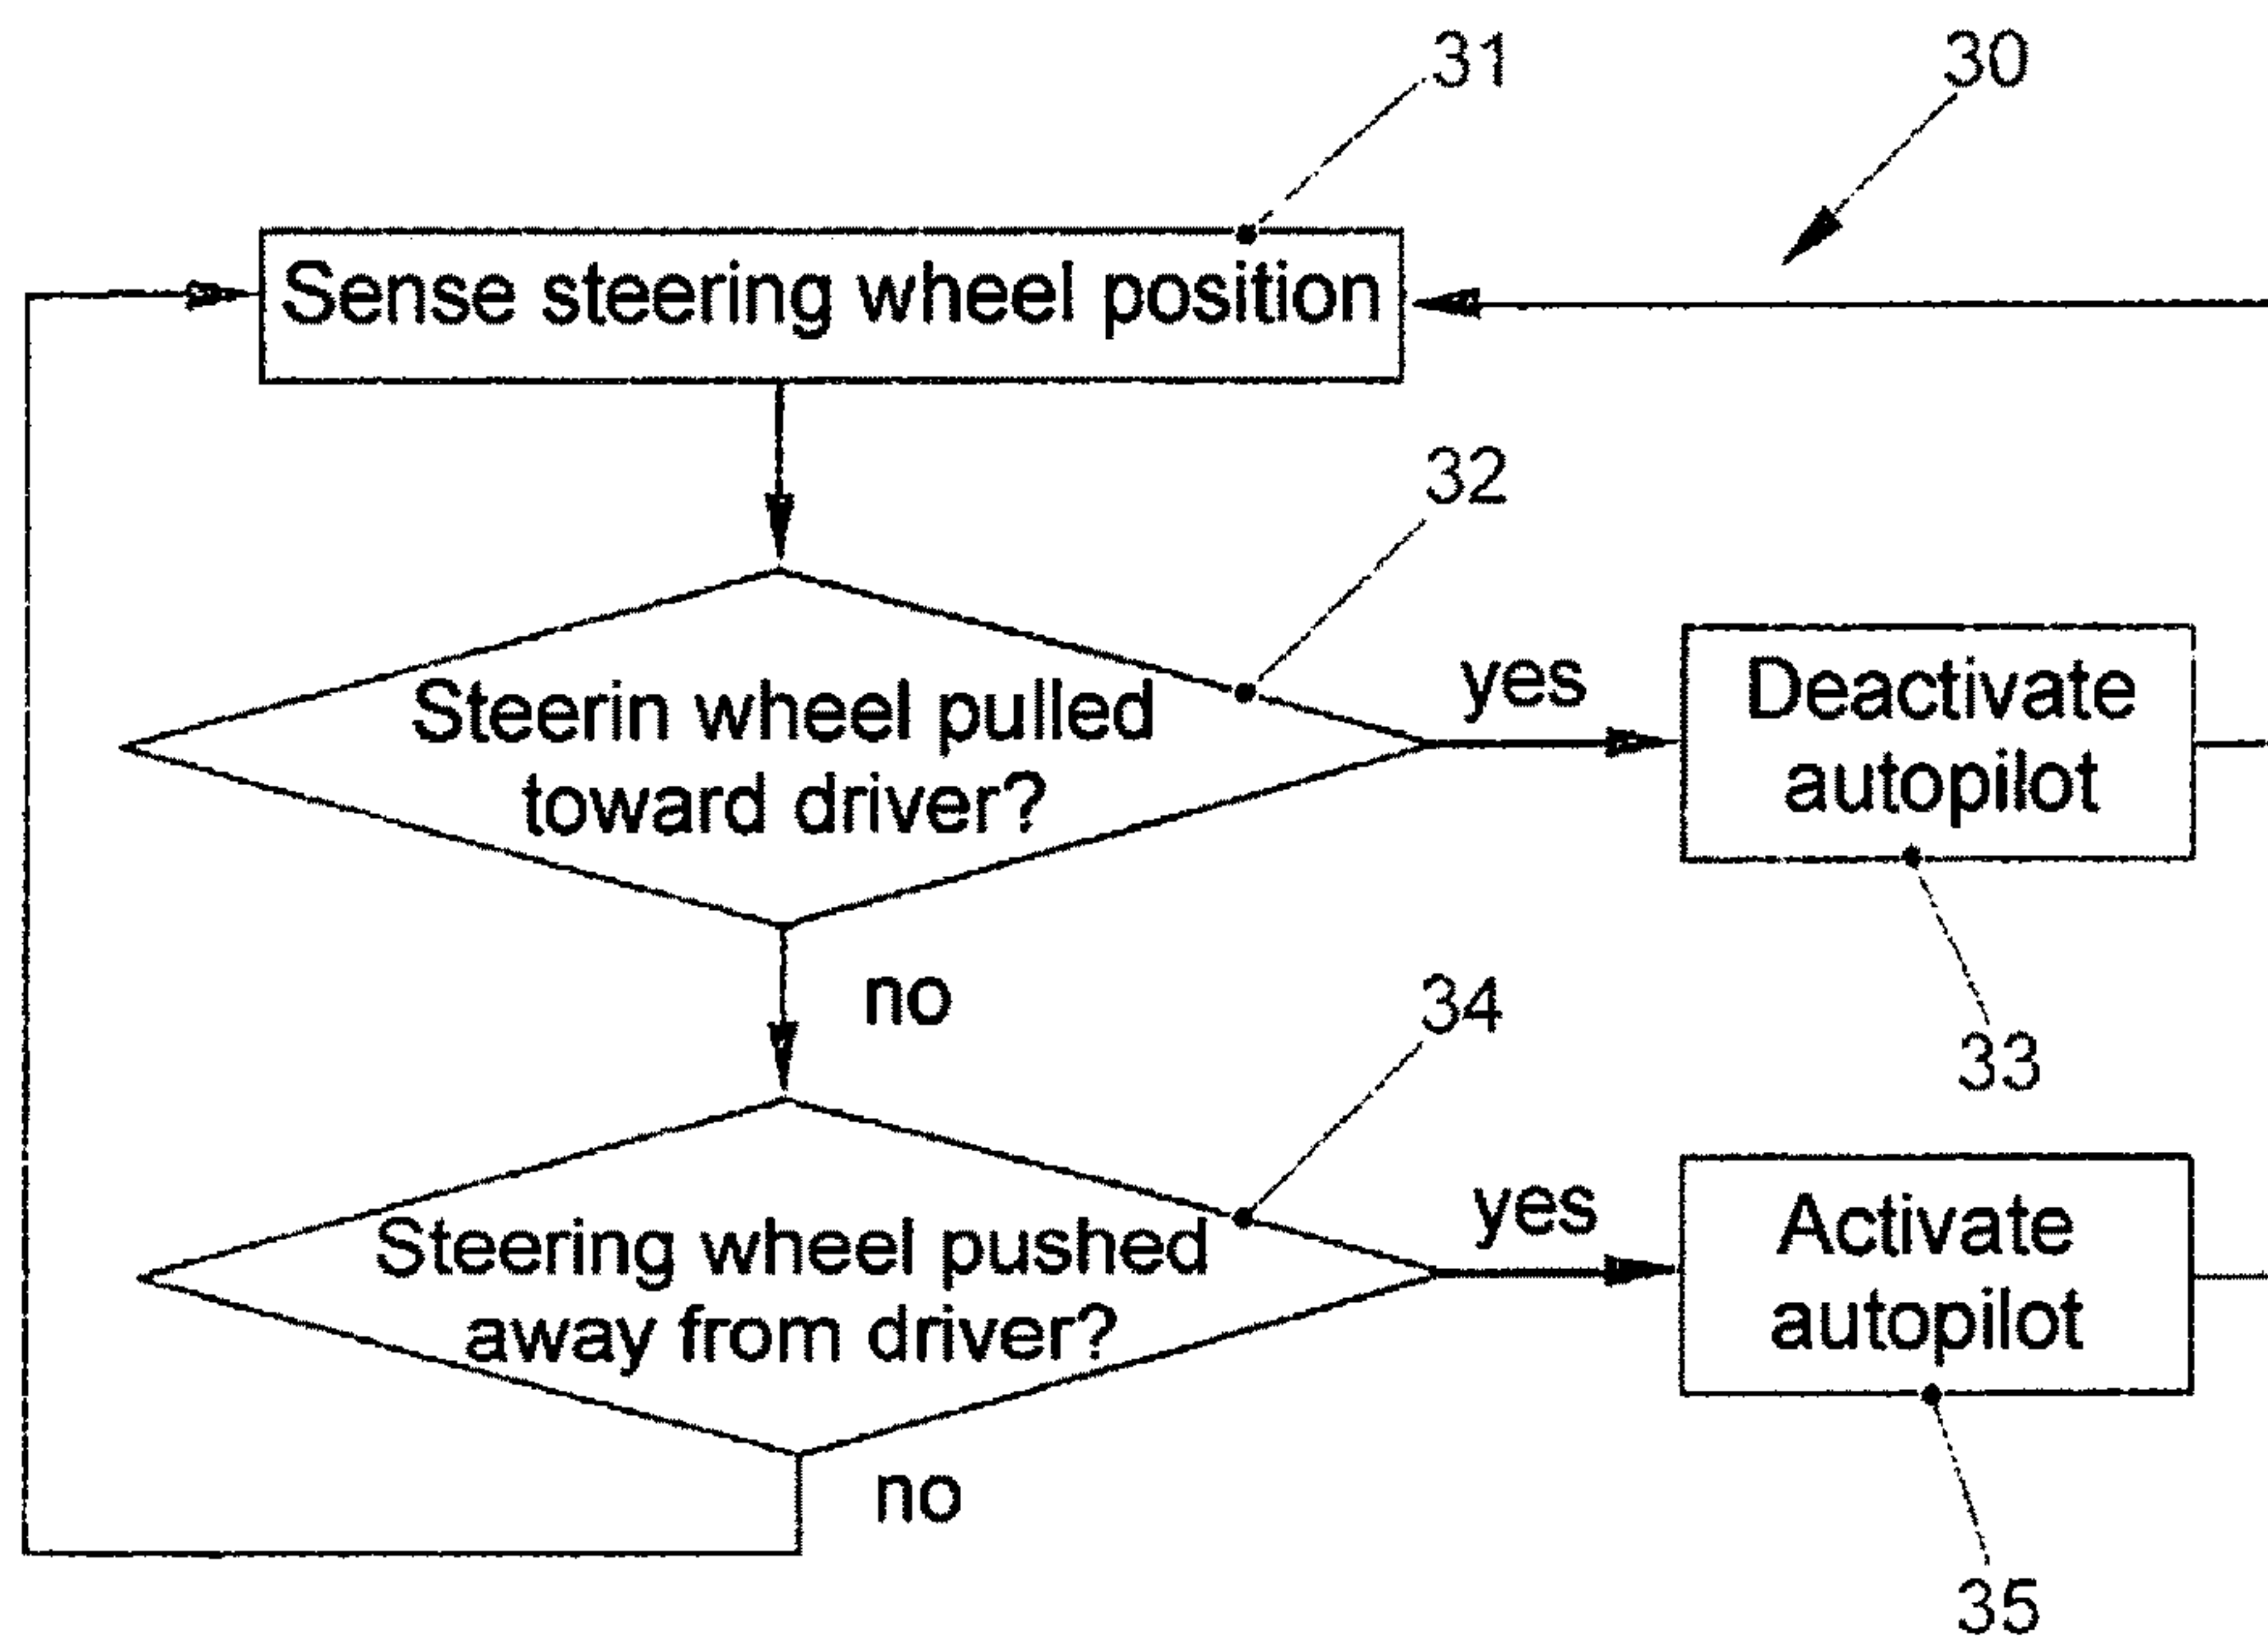 31
30
Sense steering wheel position
32
Steerin wheel pulled
toward driver?
yes
Deactivate
autopilot
no
33
34
Steering wheel pushed
away from driver?
yes
Activate
autopilot
no
35